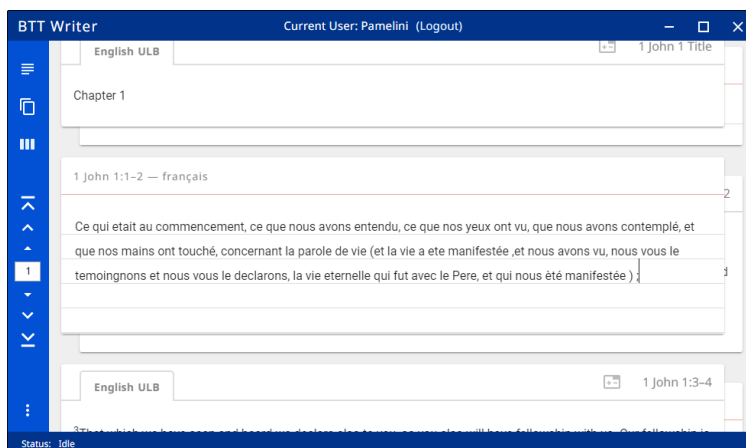 BTT Writer
Current User: Pamelini (Logout)
English ULB
1 John 1 Title
Chapter 1
1 John 1:1–2 — français
2
Ce qui etait au commencement, ce que nous avons entendu, ce que nos yeux ont vu, que nous avons contemplé, et
que nos mains ont touché, concernant la parole de vie (et la vie a ete manifestée ,et nous avons vu, nous vous le
temoingnons et nous vous le declarons, la vie eternelle qui fut avec le Pere, et qui nous èté manifestée ) ;
1
English ULB
1 John 1:3–4
Status: Idle